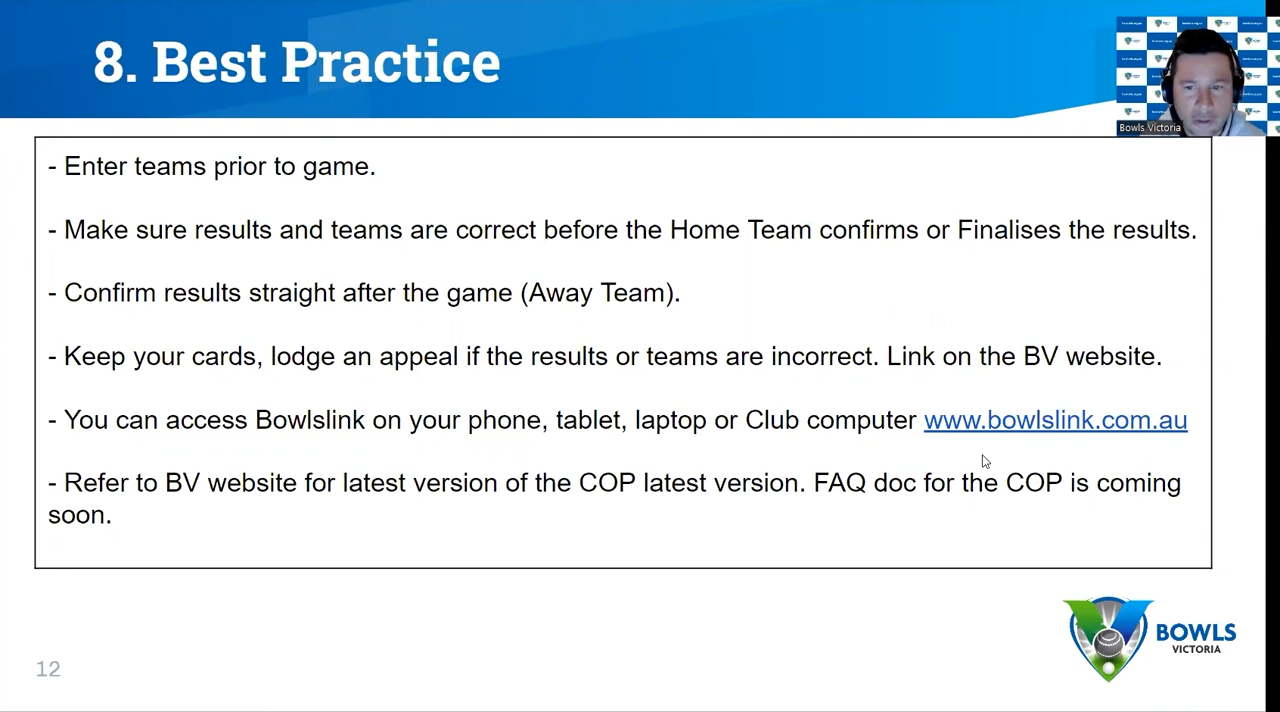 8. Best Practice
Bowls Victoria
- Enter teams prior to game.
- Make sure results and teams are correct before the Home Team confirms or Finalises the results.
- Confirm results straight after the game (Away Team).
- Keep your cards, lodge an appeal if the results or teams are incorrect. Link on the BV website.
- You can access Bowlslink on your phone, tablet, laptop or Club computer www.bowlslink.com.au
- Refer to BV website for latest version of the COP latest version. FAQ doc for the COP is coming
soon.
BOWLS
VICTORIA
12